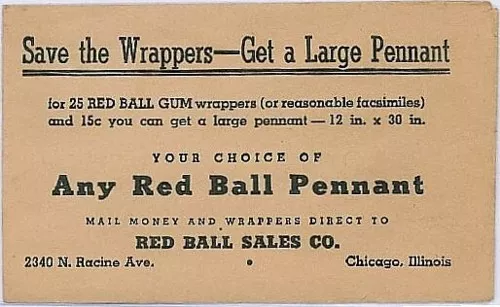 Save the Wrappers—Get a Large Pennant
for 25 RED BALL GUM wrappers (or reasonable facsimiles)
and 15c you can get a large pennant — 12 in. x 30 in.
YOUR CHOICE OF
Any Red Ball Pennant
MAIL MONEY AND WRAPPERS DIRECT TO
RED BALL SALES CO.
2340 N. Racine Ave. • Chicago, Illinois